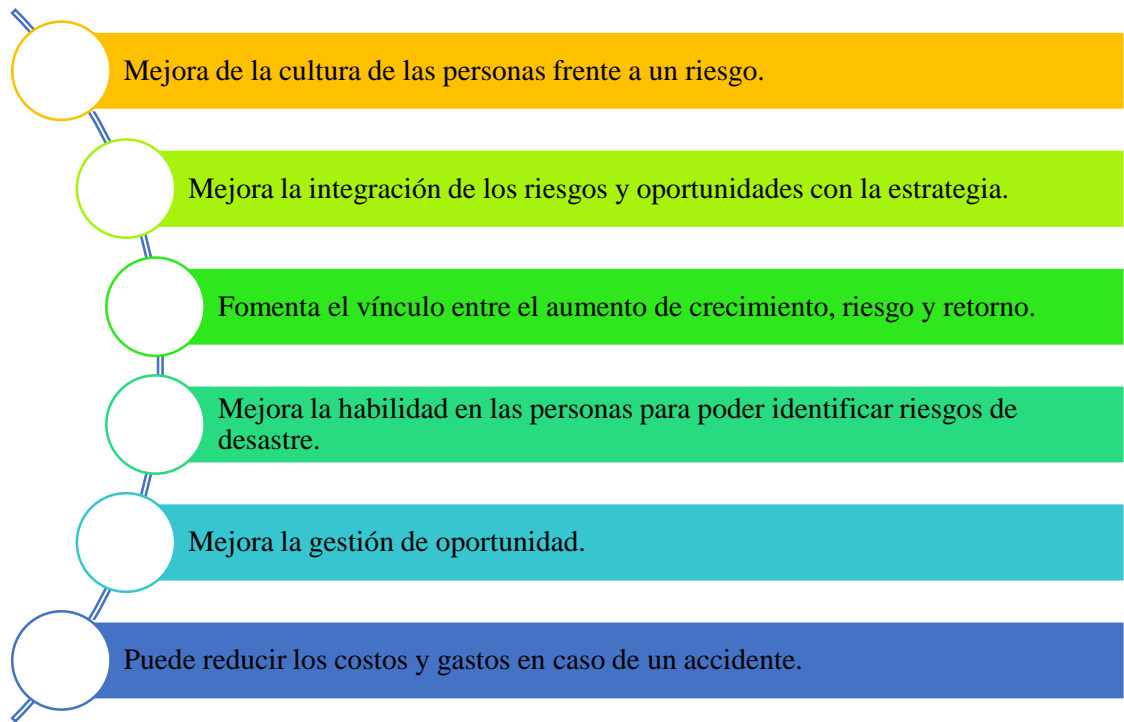 Mejora de la cultura de las personas frente a un riesgo.
Mejora la integración de los riesgos y oportunidades con la estrategia.
Fomenta el vínculo entre el aumento de crecimiento, riesgo y retorno.
Mejora la habilidad en las personas para poder identificar riesgos de
desastre.
Mejora la gestión de oportunidad.
Puede reducir los costos y gastos en caso de un accidente.